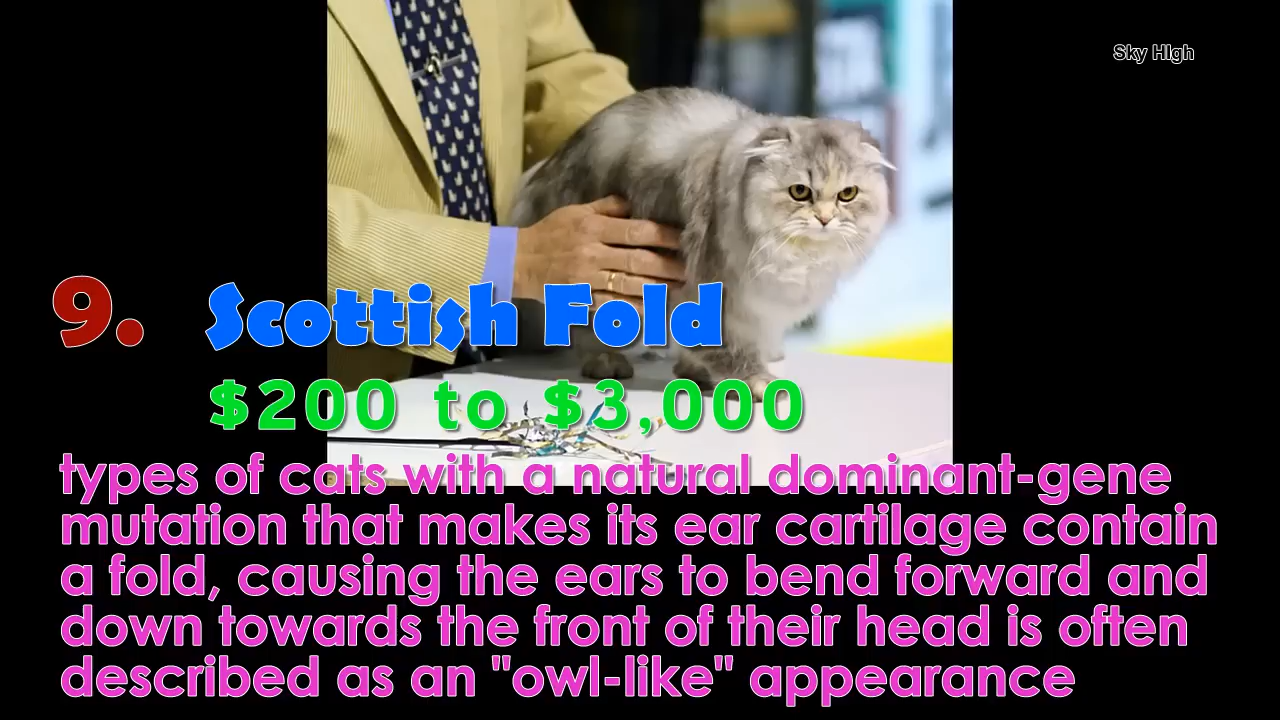 Sky HIgh
9. Scottish Fold
$200 to $3,000
types of cats with a natural dominant-gene
mutation that makes its ear cartilage contain
a fold, causing the ears to bend forward and
down towards the front of their head is often
described as an "owl-like" appearance